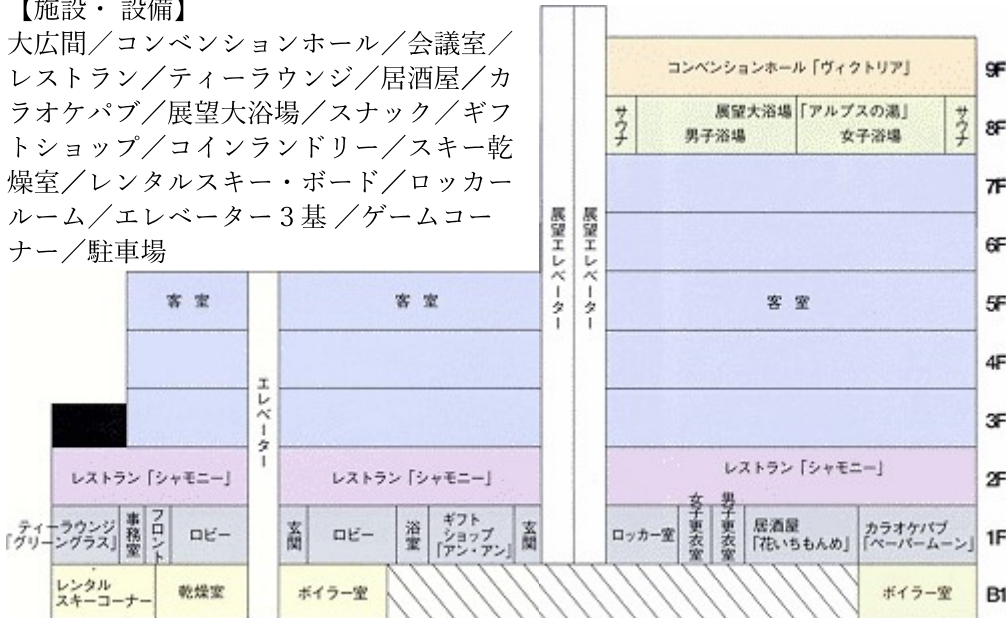 【施設・ 設備】
大広間／コンベンションホール／会議室／
レストラン／ティーラウンジ／居酒屋／カ
ラオケパブ／展望大浴場／スナック／ギフ
トショップ／コインランドリー／スキー乾
燥室／レンタルスキー・ボード／ロッカー
ルーム／エレベーター３基 ／ゲームコー
ナー／駐車場
コンベンションホール「ヴィクトリア」
9F
サウナ
展望大浴場「アルプスの湯」
男子浴場
女子浴場
サウナ
8F
7F
6F
展望エレベーター
展望エレベーター
客室
客室
客室
5F
4F
エレベーター
3F
レストラン「シャモニー」
レストラン「シャモニー」
レストラン「シャモニー」
2F
ティーラウンジ
「グリーングラス」
事務室
フロント
ロビー
玄関
ロビー
浴室
ギフト
ショップ
「アン・アン」
玄関
ロッカー室
女子更衣室
男子更衣室
居酒屋
「花いちもんめ」
カラオケパブ
「ペーパームーン」
1F
レンタル
スキーコーナー
乾燥室
ボイラー室
ボイラー室
B1